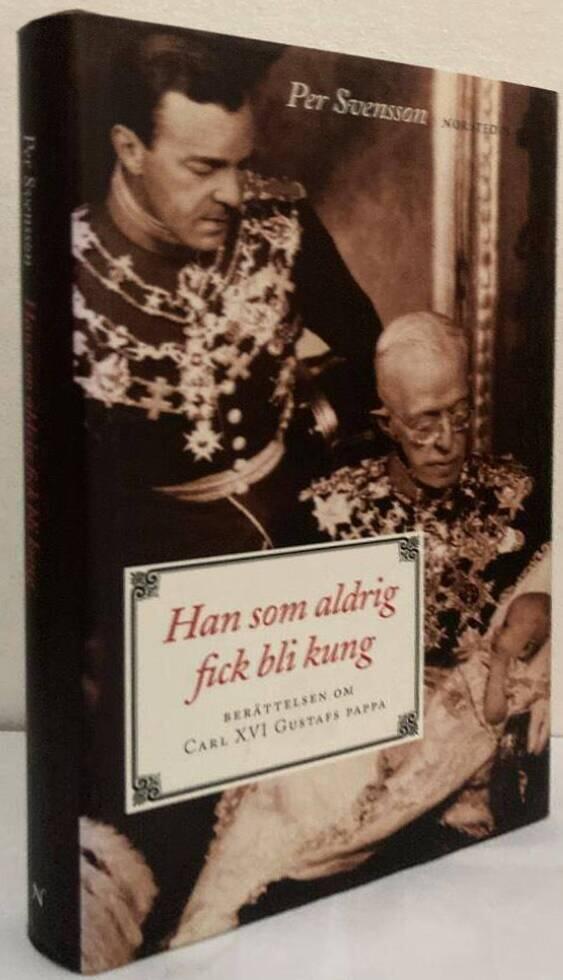 Per Svensson
NORSTEDTS
Han som aldrig
fick bli kung
BERÄTTELSEN OM
CARL XVI GUSTAFS PAPPA
Per Svensson
Han som aldrig fick bli kung
N